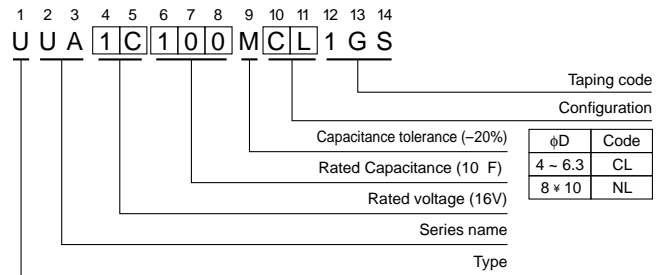 1 2 3 4 5 6 7 8 9 10 11 12 13 14
U U A 1 C 1 0 0 M C L 1 G S
Taping code
Configuration
Capacitance tolerance (–20%)
Rated Capacitance (10 F)
Rated voltage (16V)
Series name
Type
ϕD Code
4 ~ 6.3 CL
8 ¥ 10 NL